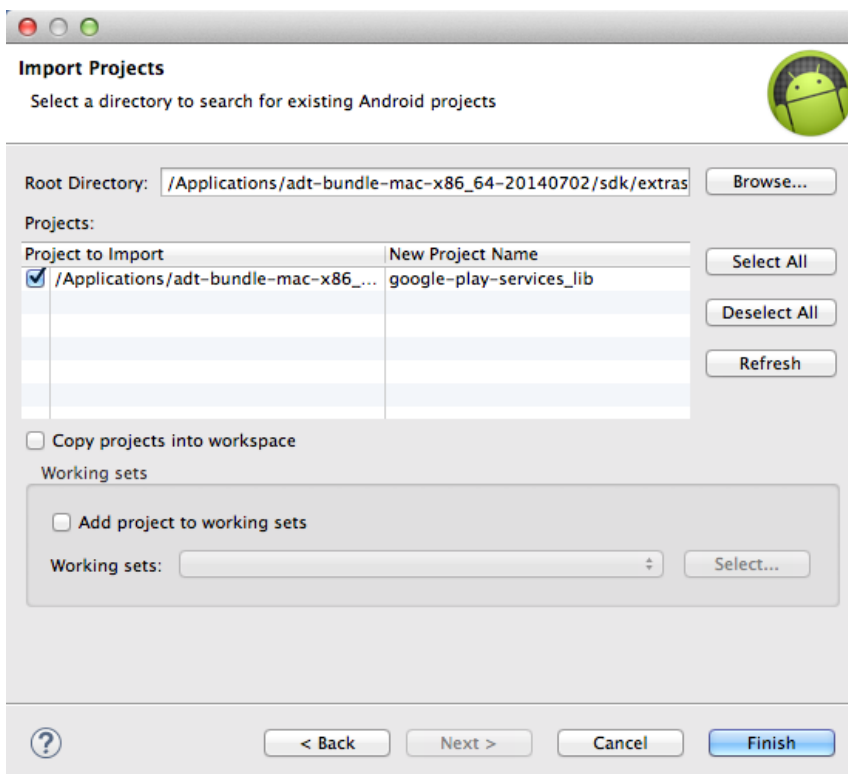 Import Projects
Select a directory to search for existing Android projects
Root Directory: /Applications/adt-bundle-mac-x86_64-20140702/sdk/extras Browse...
Projects:
Project to Import New Project Name
/Applications/adt-bundle-mac-x86_... google-play-services_lib
Select All
Deselect All
Refresh
Copy projects into workspace
Working sets
Add project to working sets
Working sets: Select...
? < Back Next > Cancel Finish